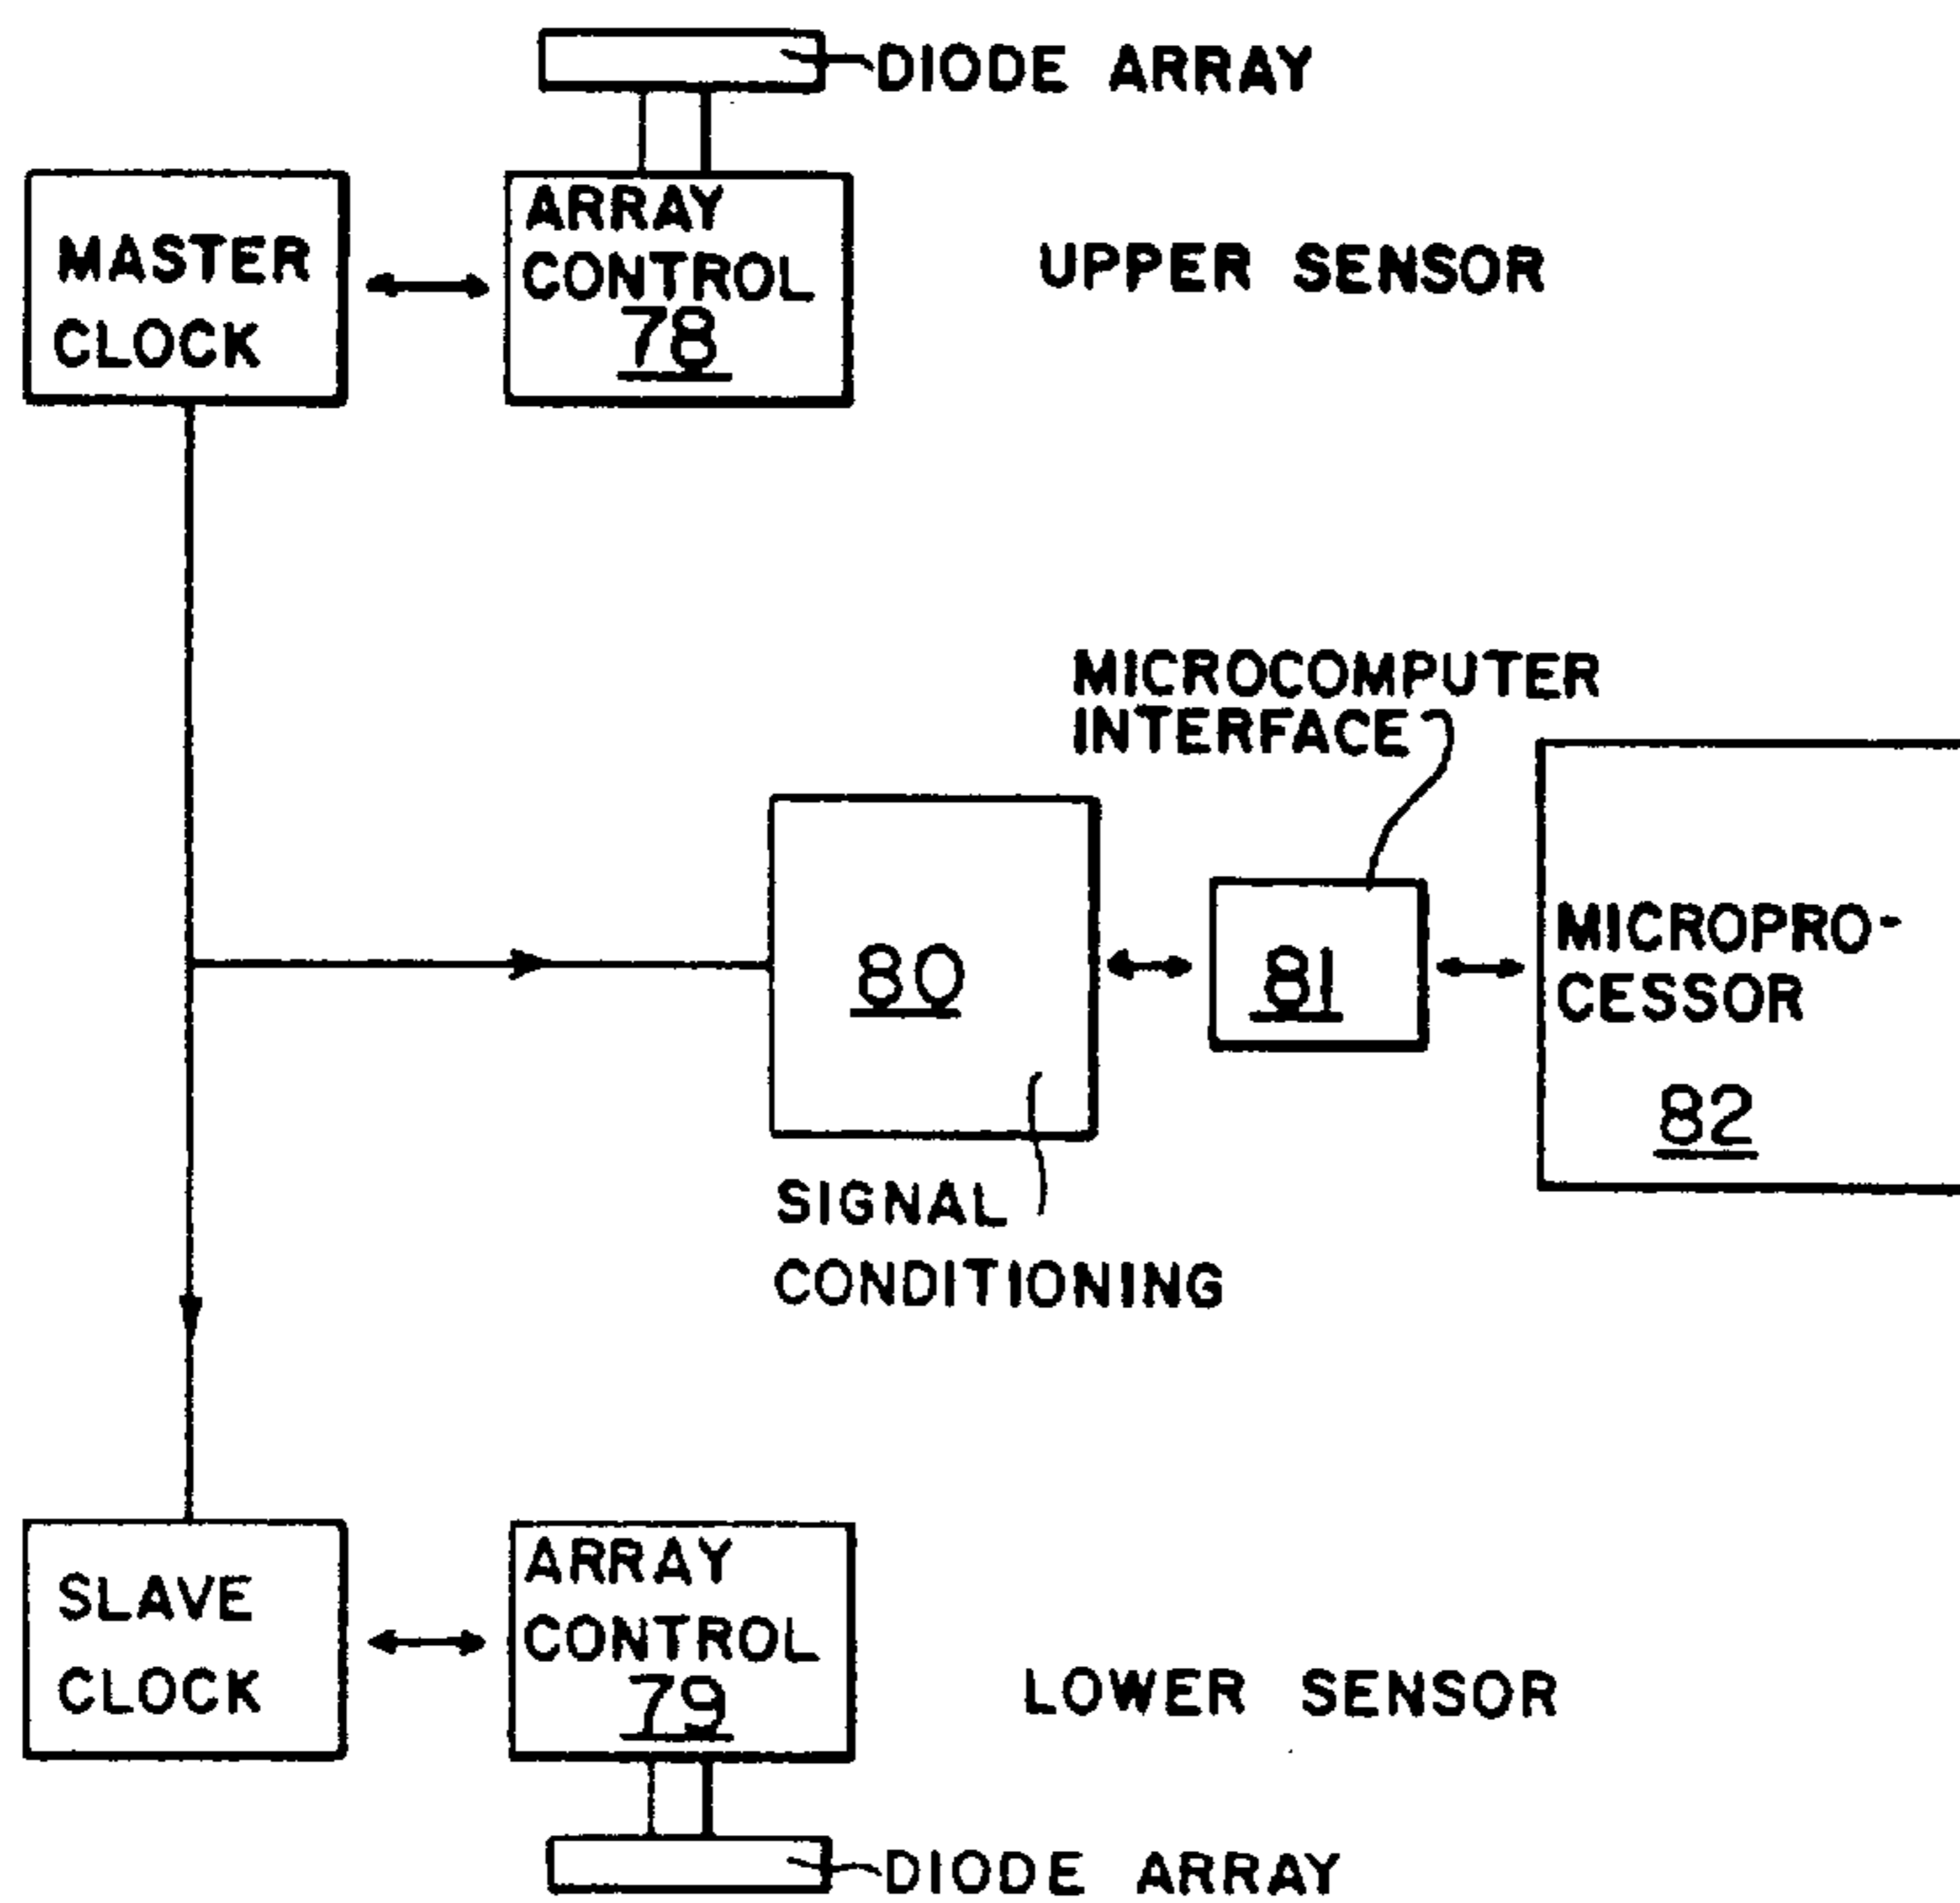 DIODE ARRAY
MASTER
CLOCK
ARRAY
CONTROL
78
UPPER SENSOR
MICROCOMPUTER
INTERFACE
80
81
MICROPRO-
CESSOR
82
SIGNAL
CONDITIONING
SLAVE
CLOCK
ARRAY
CONTROL
79
LOWER SENSOR
DIODE ARRAY